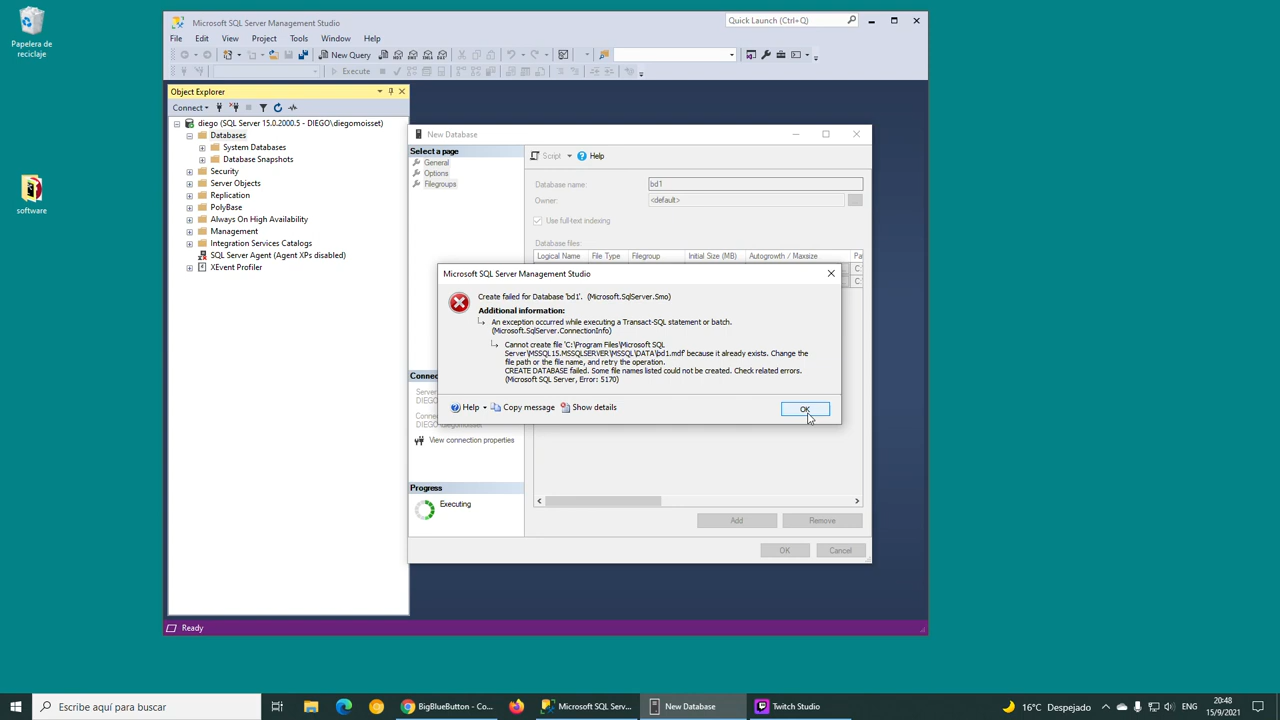 Papelera de
reciclaje
software
Microsoft SQL Server Management Studio
Quick Launch (Ctrl+Q)
File Edit View Project Tools Window Help
New Query
Execute
Object Explorer
Connect
diego (SQL Server 15.0.2000.5 - DIEGO\diegomoisset)
Databases
System Databases
Database Snapshots
Security
Server Objects
Replication
PolyBase
Always On High Availability
Management
Integration Services Catalogs
SQL Server Agent (Agent XPs disabled)
XEvent Profiler
New Database
Select a page
General
Options
Filegroups
Script Help
Database name: bd1
Owner: <default>
Use full-text indexing
Database files:
Logical Name File Type Filegroup Initial Size (MB) Autogrowth / Maxsize Pa
C:
C:
Microsoft SQL Server Management Studio
Create failed for Database 'bd1'. (Microsoft.SqlServer.Smo)
Additional information:
An exception occurred while executing a Transact-SQL statement or batch.
(Microsoft.SqlServer.ConnectionInfo)
Cannot create file 'C:\Program Files\Microsoft SQL
Server\MSSQL15.MSSQLSERVER\MSSQL\DATA\bd1.mdf' because it already exists. Change the
file path or the file name, and retry the operation.
CREATE DATABASE failed. Some file names listed could not be created. Check related errors.
(Microsoft SQL Server, Error: 5170)
Help Copy message Show details OK
Connec
Server
DIEGO
Connec
DIEGO\diegomoisset
View connection properties
Progress
Executing
Add Remove
OK Cancel
Ready
Escribe aquí para buscar
BigBlueButton - Co...
Microsoft SQL Serv...
New Database
Twitch Studio
16°C Despejado
ENG
20:48
15/9/2021